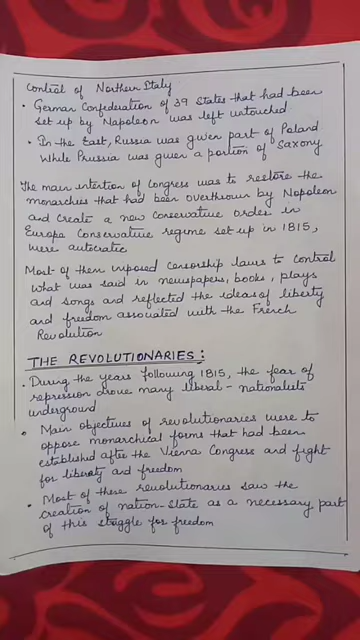 control of Northern Italy
• German Confederation of 39 States that had been
set up by Napoleon was left untouched
• In the East, Russia was given part of Poland
While Prussia was given a portion of Saxony
The main intention of Congress was to restore the
monarchies that had been overthrown by Napoleon
and create a new conservative order in
Europe Conservative regime set up in 1815,
were autocratic
Most of them imposed censorship laws to control
what was said in newspapers, books, plays
and songs and reflected the ideas of liberty
and freedom associated with the French
Revolution
THE REVOLUTIONARIES:
• During the years following 1815, the fear of
repression drove many liberal-nationalists
underground
• Main objectives of revolutionaries were to
oppose monarchical forms that had been
established after the Vienna Congress and fight
for liberty and freedom
• Most of these revolutionaries saw the
creation of nation-state as a necessary part
of this struggle for freedom